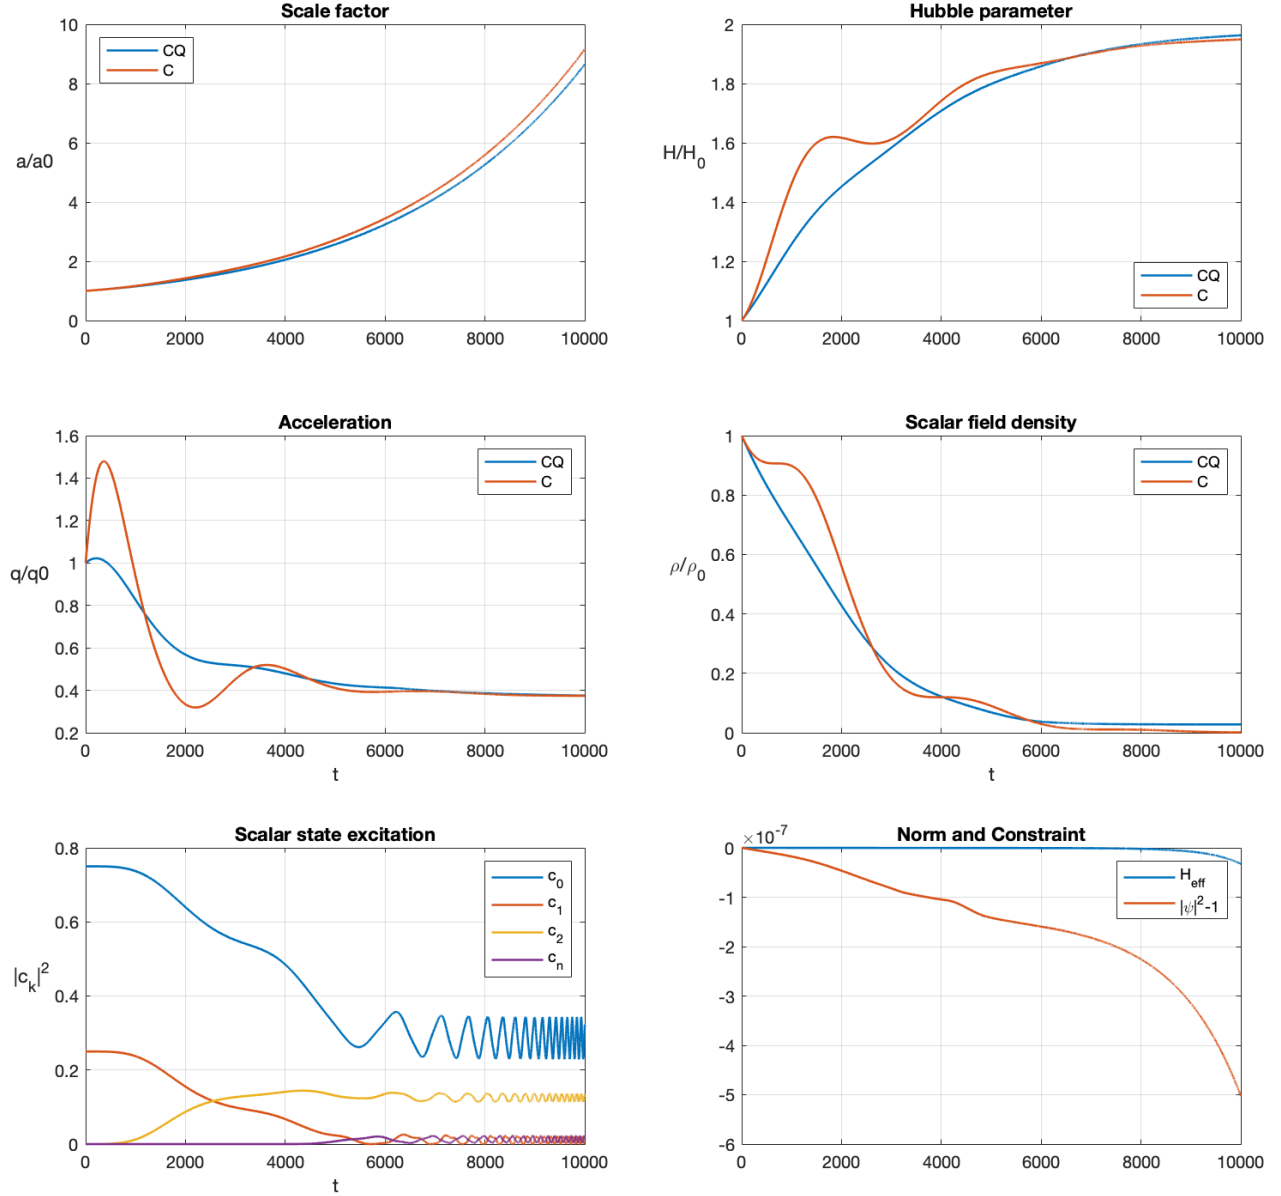 Scale factor
10
8
6
4
2
0
a/a0
CQ
C
0 2000 4000 6000 8000 10000
Hubble parameter
2
1.8
1.6
1.4
1.2
1
H/H₀
CQ
C
0 2000 4000 6000 8000 10000
Acceleration
1.6
1.4
1.2
1
0.8
0.6
0.4
0.2
q/q0
CQ
C
0 2000 4000 6000 8000 10000
t
Scalar field density
1
0.8
0.6
0.4
0.2
0
ρ/ρ₀
CQ
C
0 2000 4000 6000 8000 10000
t
Scalar state excitation
0.8
0.6
0.4
0.2
0
|cₖ|²
c₀
c₁
c₂
cₙ
0 2000 4000 6000 8000 10000
t
Norm and Constraint
×10⁻⁷
0
-1
-2
-3
-4
-5
-6
H_eff
|ψ|²-1
0 2000 4000 6000 8000 10000